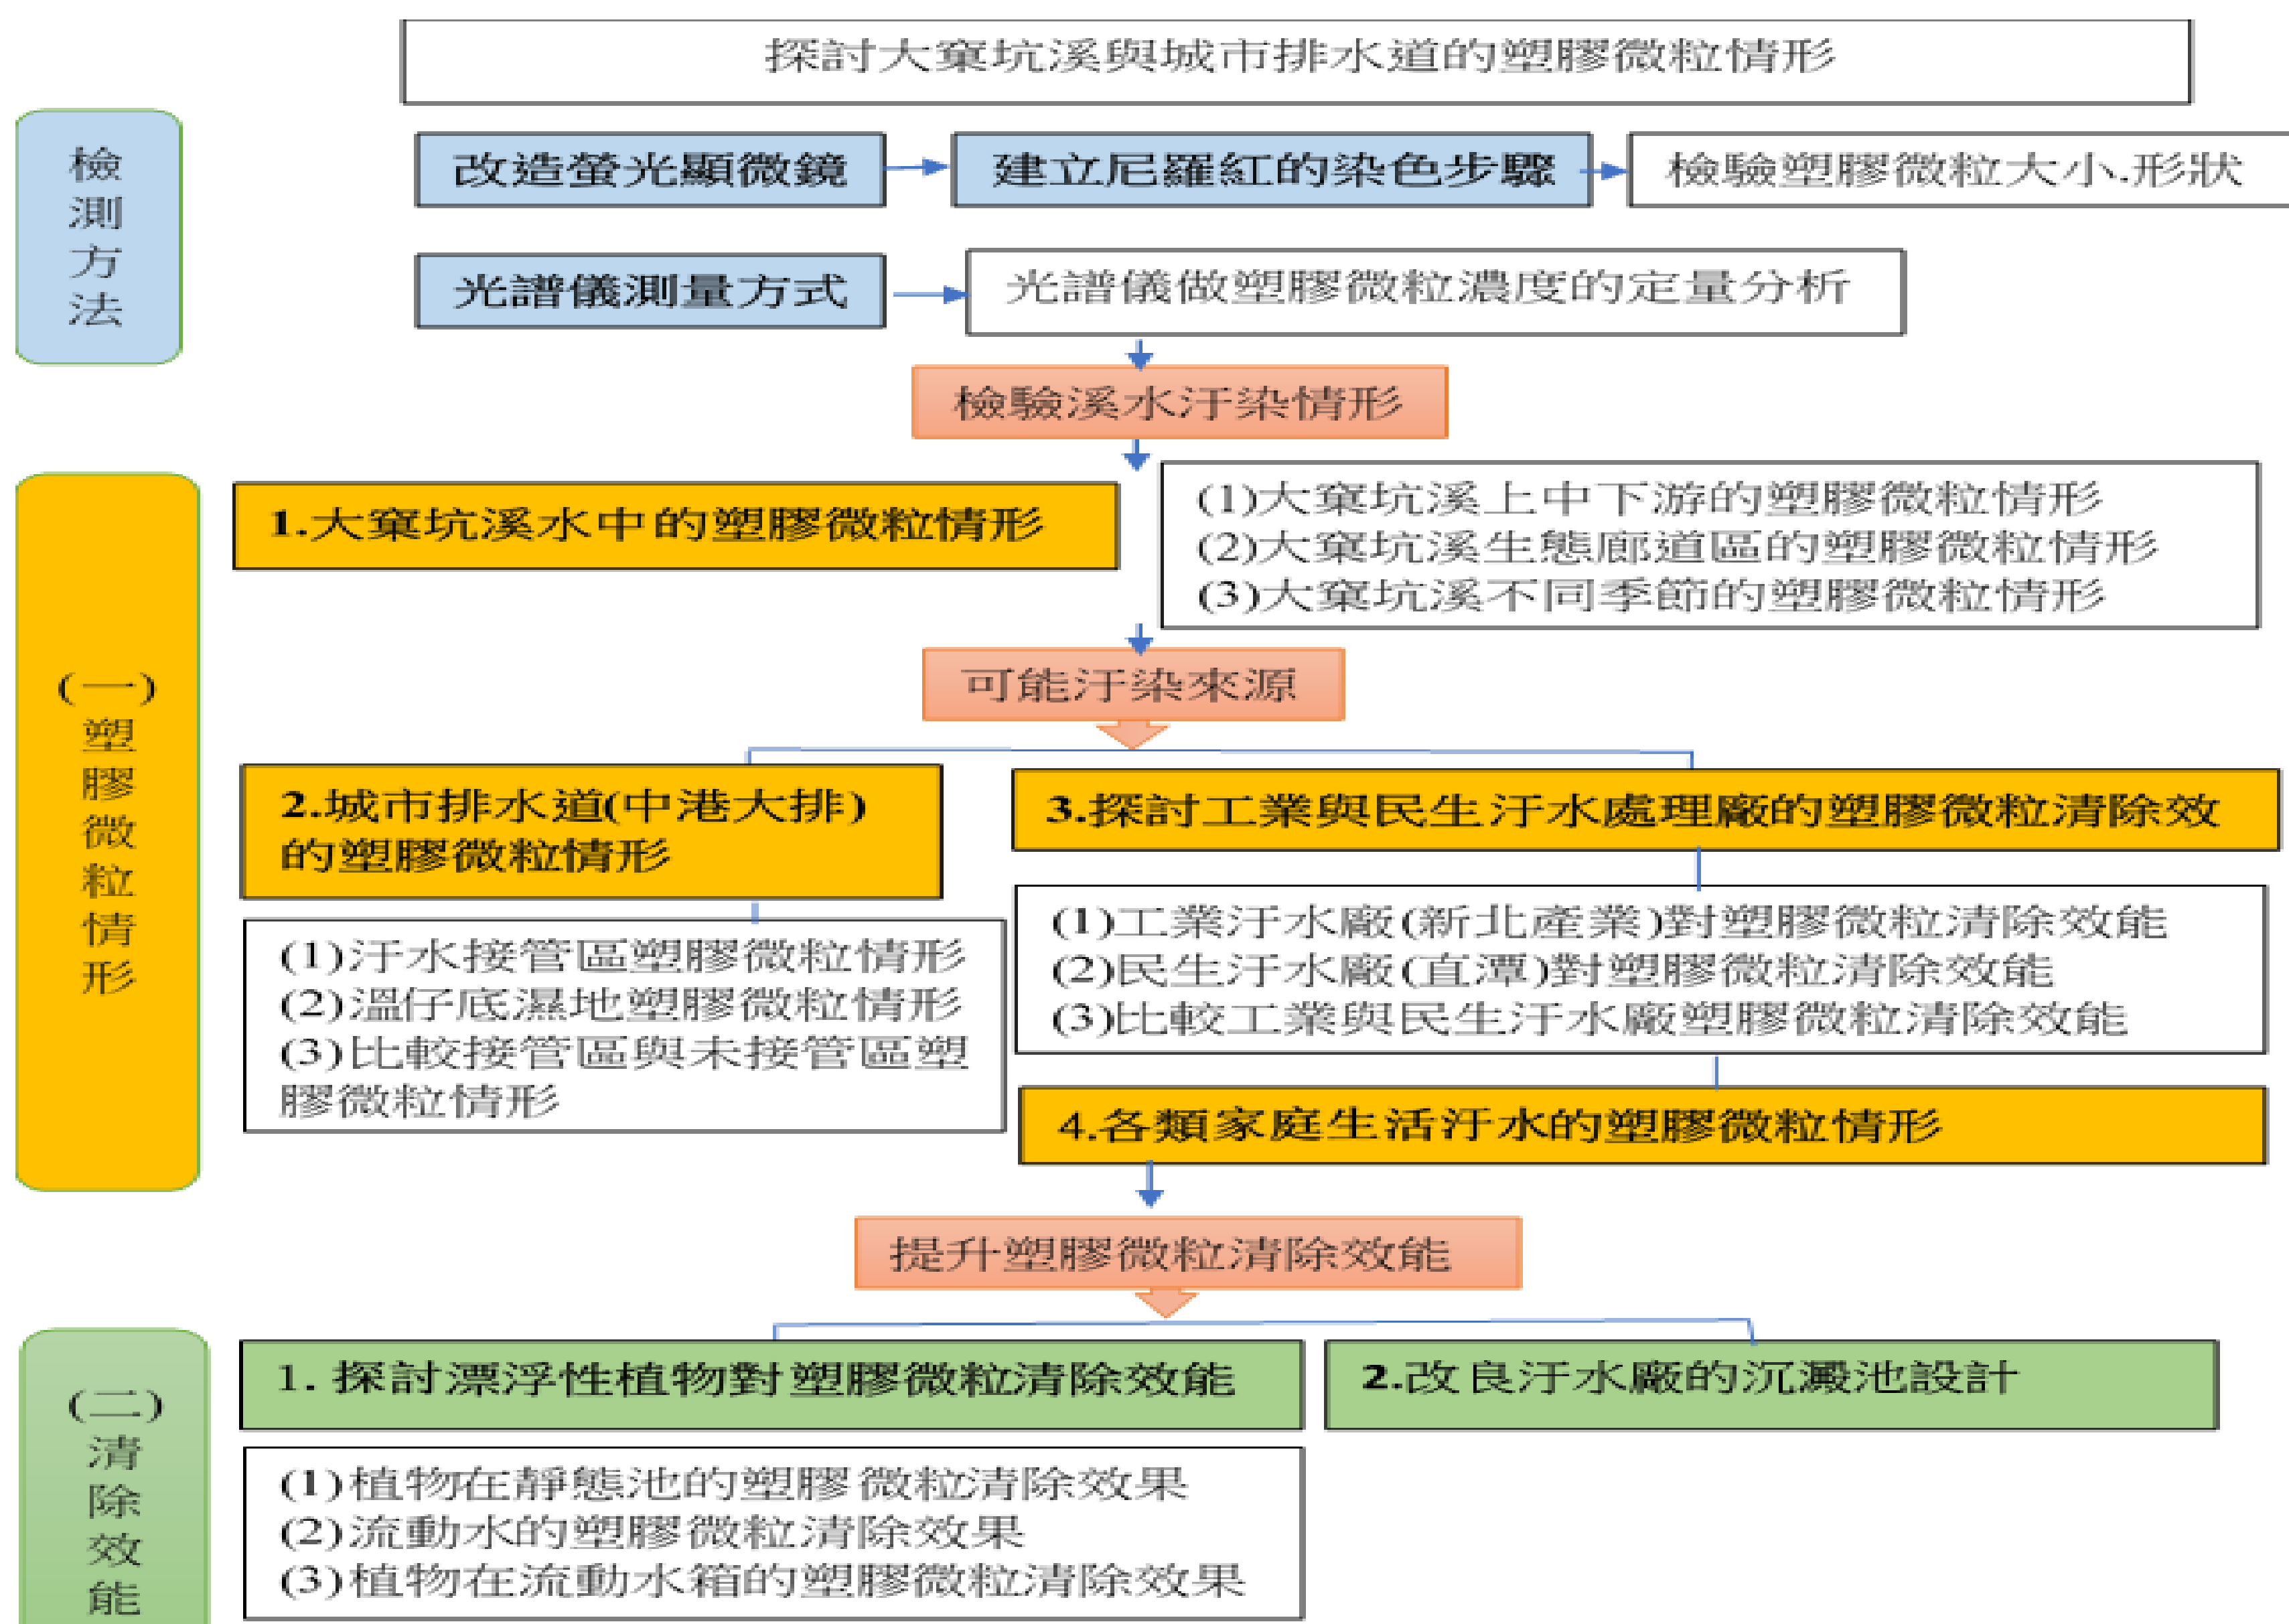 探討大窠坑溪與城市排水道的塑膠微粒情形
檢測方法
改造螢光顯微鏡
建立尼羅紅的染色步驟
檢驗塑膠微粒大小.形狀
光譜儀測量方式
光譜儀做塑膠微粒濃度的定量分析
檢驗溪水汙染情形
(一)塑膠微粒情形
1.大窠坑溪水中的塑膠微粒情形
(1)大窠坑溪上中下游的塑膠微粒情形
(2)大窠坑溪生態廊道區的塑膠微粒情形
(3)大窠坑溪不同季節的塑膠微粒情形
可能汙染來源
2.城市排水道(中港大排)
的塑膠微粒情形
(1)汙水接管區塑膠微粒情形
(2)溫仔底濕地塑膠微粒情形
(3)比較接管區與未接管區塑
膠微粒情形
3.探討工業與民生汙水處理廠的塑膠微粒清除效
(1)工業汙水廠(新北產業)對塑膠微粒清除效能
(2)民生汙水廠(直潭)對塑膠微粒清除效能
(3)比較工業與民生汙水廠塑膠微粒清除效能
4.各類家庭生活汙水的塑膠微粒情形
提升塑膠微粒清除效能
(二)清除效能
1. 探討漂浮性植物對塑膠微粒清除效能
2.改良汙水廠的沉澱池設計
(1)植物在靜態池的塑膠微粒清除效果
(2)流動水的塑膠微粒清除效果
(3)植物在流動水箱的塑膠微粒清除效果